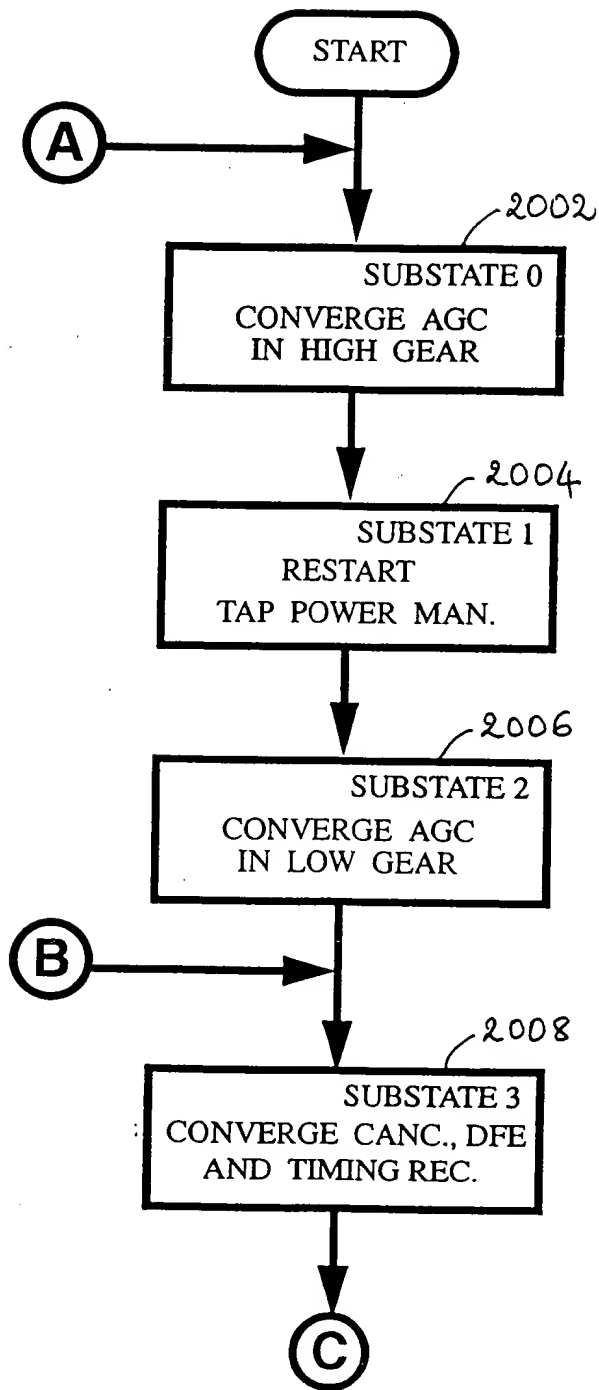 START
A
2002
SUBSTATE 0
CONVERGE AGC
IN HIGH GEAR
2004
SUBSTATE 1
RESTART
TAP POWER MAN.
2006
SUBSTATE 2
CONVERGE AGC
IN LOW GEAR
B
2008
SUBSTATE 3
CONVERGE CANC., DFE
AND TIMING REC.
C